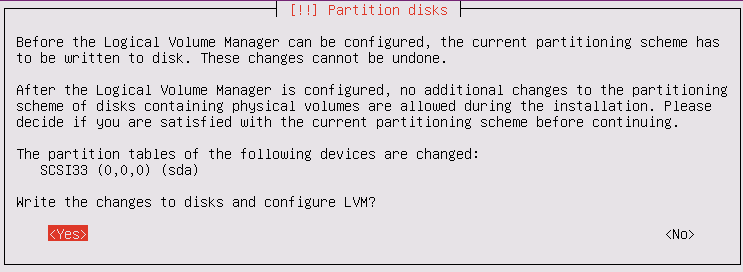 [!!] Partition disks
Before the Logical Volume Manager can be configured, the current partitioning scheme has
to be written to disk. These changes cannot be undone.
After the Logical Volume Manager is configured, no additional changes to the partitioning
scheme of disks containing physical volumes are allowed during the installation. Please
decide if you are satisfied with the current partitioning scheme before continuing.
The partition tables of the following devices are changed:
SCSI33 (0,0,0) (sda)
Write the changes to disks and configure LVM?
<Yes> <No>